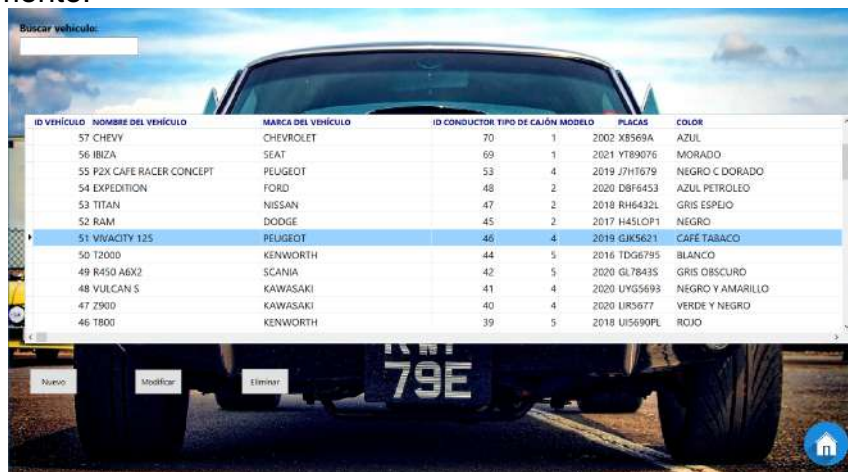 Buscar vehículo:
ID VEHÍCULO NOMBRE DEL VEHÍCULO MARCA DEL VEHÍCULO ID CONDUCTOR TIPO DE CAJÓN MODELO PLACAS COLOR
57 CHEVY CHEVROLET 70 1 2002 X8569A AZUL
56 IBIZA SEAT 69 1 2021 YT89076 MORADO
55 P2X CAFE RACER CONCEPT PEUGEOT 53 4 2019 J7HT679 NEGRO C DORADO
54 EXPEDITION FORD 48 2 2020 D8F6453 AZUL PETROLEO
53 TITAN NISSAN 47 2 2018 RH6432L GRIS ESPEJO
52 RAM DODGE 45 2 2017 H45LOP1 NEGRO
51 VIVACITY 125 PEUGEOT 46 4 2019 GJK5621 CAFÉ TABACO
50 T2000 KENWORTH 44 5 2016 TDG6795 BLANCO
49 R450 A6X2 SCANIA 42 5 2020 GL7843S GRIS OBSCURO
48 VULCAN S KAWASAKI 41 4 2020 UYG5693 NEGRO Y AMARILLO
47 Z900 KAWASAKI 40 4 2020 LIR5677 VERDE Y NEGRO
46 T800 KENWORTH 39 5 2018 UI5690PL ROJO
79E
Nuevo Modificar Eliminar